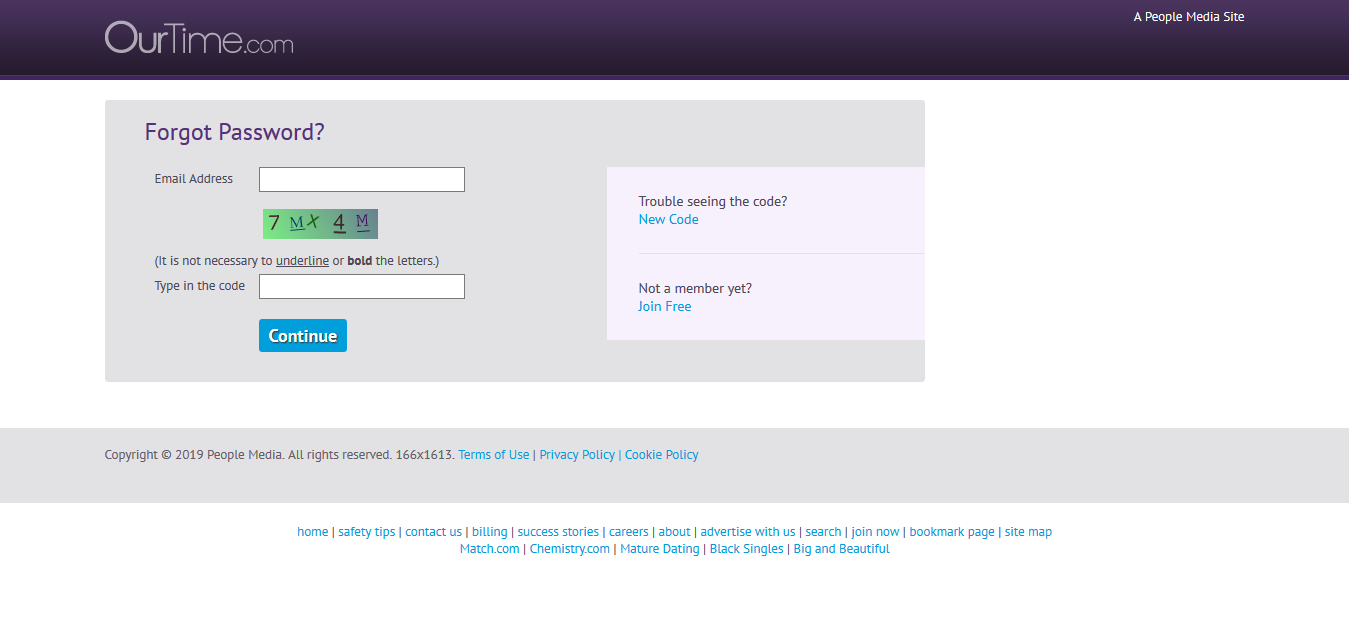 OurTime.com
A People Media Site
Forgot Password?
Email Address
7 M X 4 M
(It is not necessary to underline or bold the letters.)
Type in the code
Continue
Trouble seeing the code?
New Code
Not a member yet?
Join Free
Copyright © 2019 People Media. All rights reserved. 166x1613. Terms of Use | Privacy Policy | Cookie Policy
home | safety tips | contact us | billing | success stories | careers | about | advertise with us | search | join now | bookmark page | site map
Match.com | Chemistry.com | Mature Dating | Black Singles | Big and Beautiful